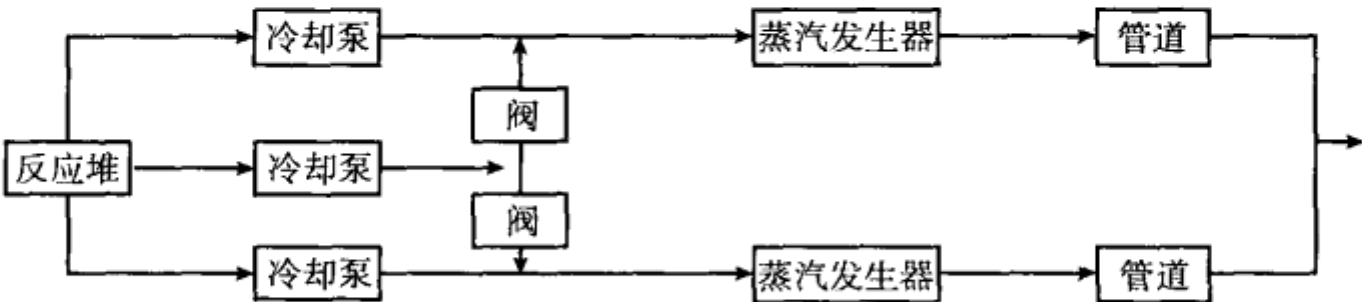 冷却泵 蒸汽发生器 管道
阀
反应堆 冷却泵
阀
冷却泵 蒸汽发生器 管道